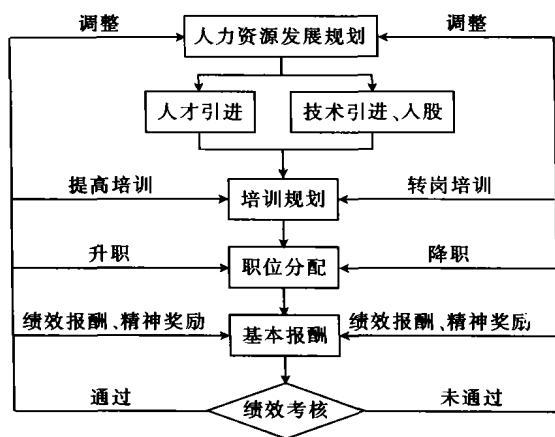 调整
人力资源发展规划
调整
人才引进
技术引进、入股
提高培训
培训规划
转岗培训
升职
职位分配
降职
绩效报酬、精神奖励
基本报酬
绩效报酬、精神奖励
通过
绩效考核
未通过